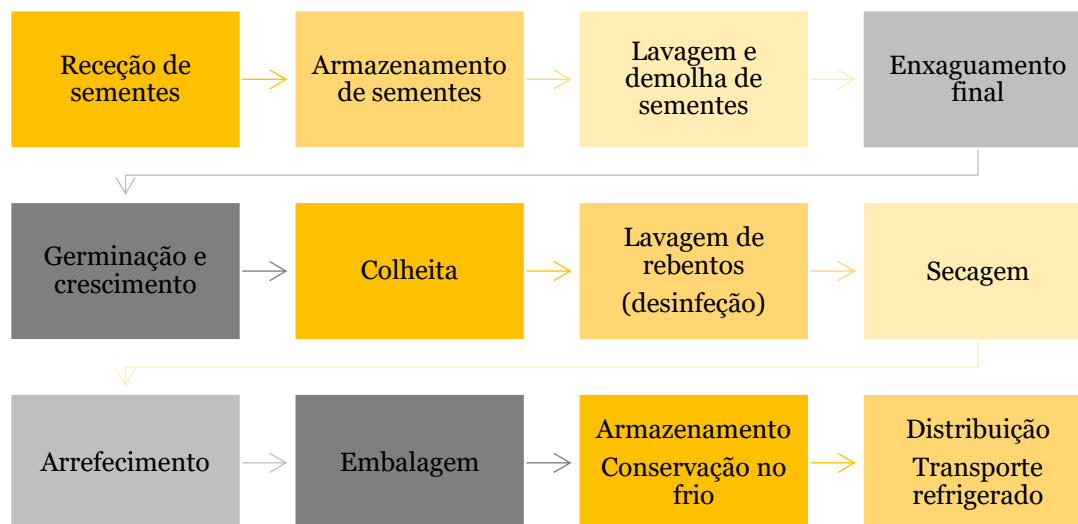 Receção de
sementes
Armazenamento
de sementes
Lavagem e
demolha de
sementes
Enxaguamento
final
Germinação e
crescimento
Colheita
Lavagem de
rebentos
(desinfeção)
Secagem
Arrefecimento
Embalagem
Armazenamento
Conservação no
frio
Distribuição
Transporte
refrigerado